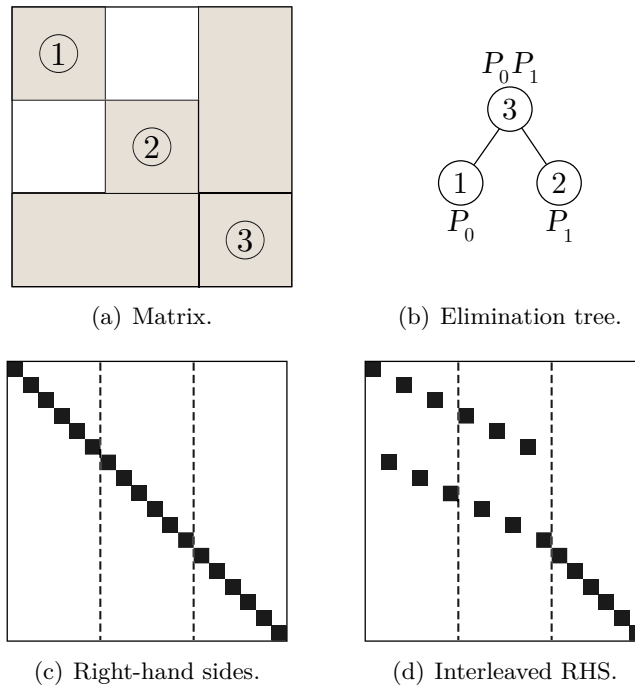 ①
②
③
P₀P₁
3
1 2
P₀ P₁
(a) Matrix. (b) Elimination tree.
(c) Right-hand sides. (d) Interleaved RHS.